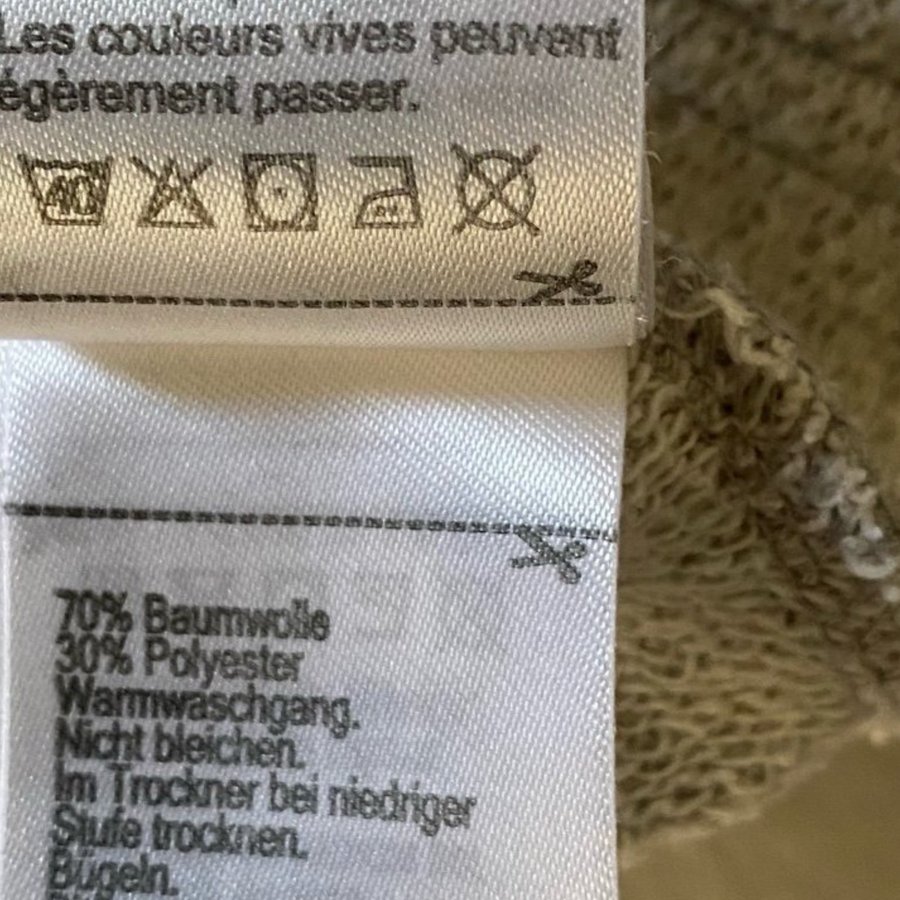 Les couleurs vives peuvent
égèrement passer.
40
70% Baumwolle
30% Polyester
Warmwaschgang.
Nicht bleichen.
Im Trockner bei niedriger
Stufe trocknen.
Bügeln.